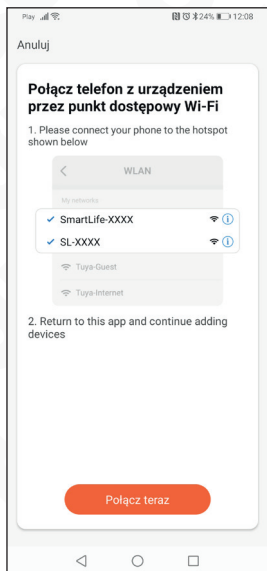 Play 24% 12:08
Anuluj
Połącz telefon z urządzeniem
przez punkt dostępowy Wi-Fi
1. Please connect your phone to the hotspot
shown below
WLAN
My networks
SmartLife-XXXX
SL-XXXX
Tuya-Guest
Tuya-Internet
2. Return to this app and continue adding
devices
Połącz teraz